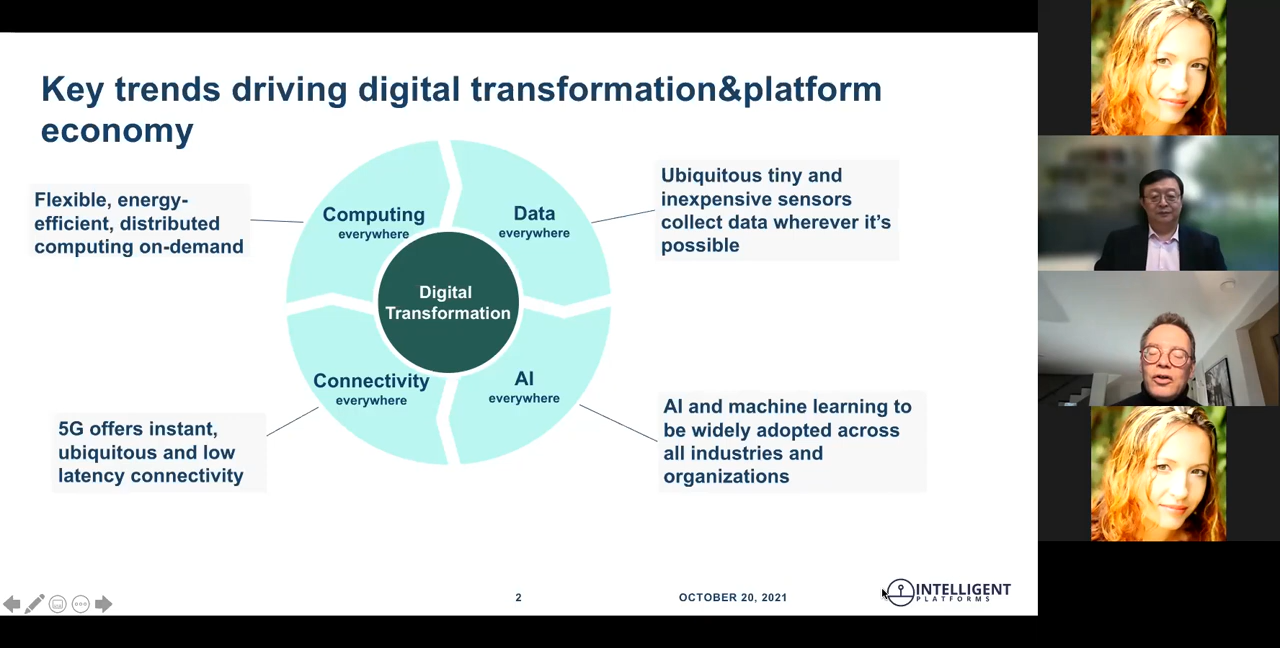 Key trends driving digital transformation&platform
economy
Flexible, energy-
efficient, distributed
computing on-demand
Computing
everywhere
Data
everywhere
Ubiquitous tiny and
inexpensive sensors
collect data wherever it’s
possible
Digital
Transformation
Connectivity
everywhere
AI
everywhere
5G offers instant,
ubiquitous and low
latency connectivity
AI and machine learning to
be widely adopted across
all industries and
organizations
2
OCTOBER 20, 2021
INTELLIGENT
PLATFORMS